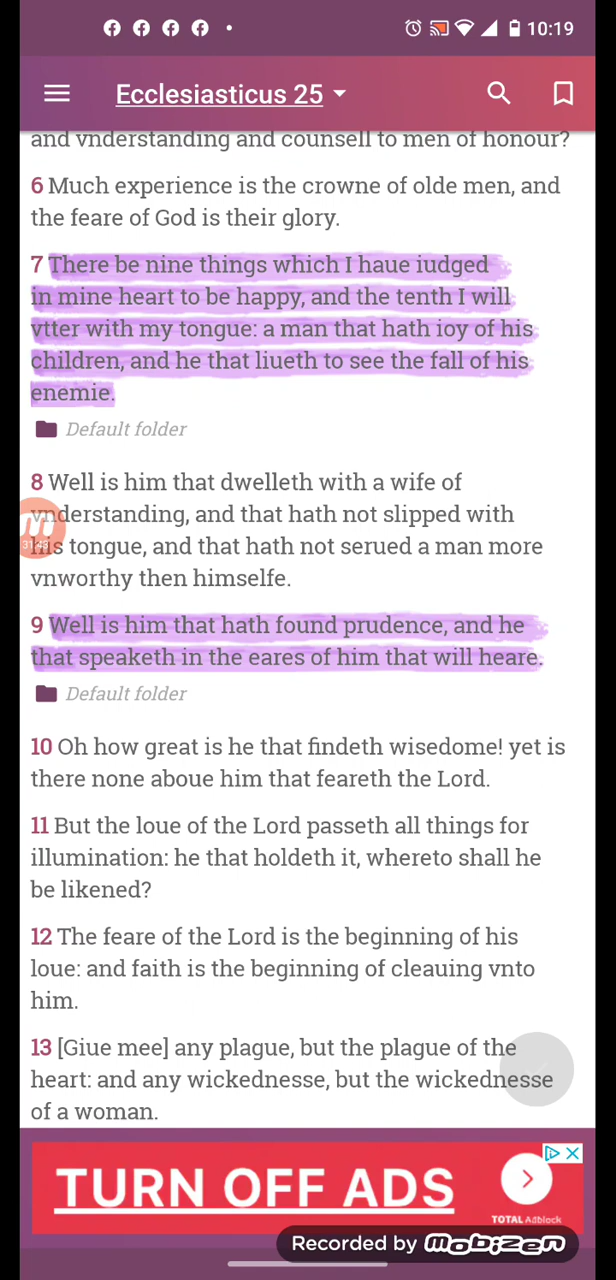 10:19
Ecclesiasticus 25
and vnderstanding and counsell to men of honour?
6 Much experience is the crowne of olde men, and
the feare of God is their glory.
7 There be nine things which I haue iudged
in mine heart to be happy, and the tenth I will
vtter with my tongue: a man that hath ioy of his
children, and he that liueth to see the fall of his
enemie.
Default folder
8 Well is him that dwelleth with a wife of
vnderstanding, and that hath not slipped with
his tongue, and that hath not serued a man more
vnworthy then himselfe.
31:43
9 Well is him that hath found prudence, and he
that speaketh in the eares of him that will heare.
Default folder
10 Oh how great is he that findeth wisedome! yet is
there none aboue him that feareth the Lord.
11 But the loue of the Lord passeth all things for
illumination: he that holdeth it, whereto shall he
be likened?
12 The feare of the Lord is the beginning of his
loue: and faith is the beginning of cleauing vnto
him.
13 [Giue mee] any plague, but the plague of the
heart: and any wickednesse, but the wickednesse
of a woman.
TURN OFF ADS
TOTAL Adblock
Recorded by mobizen